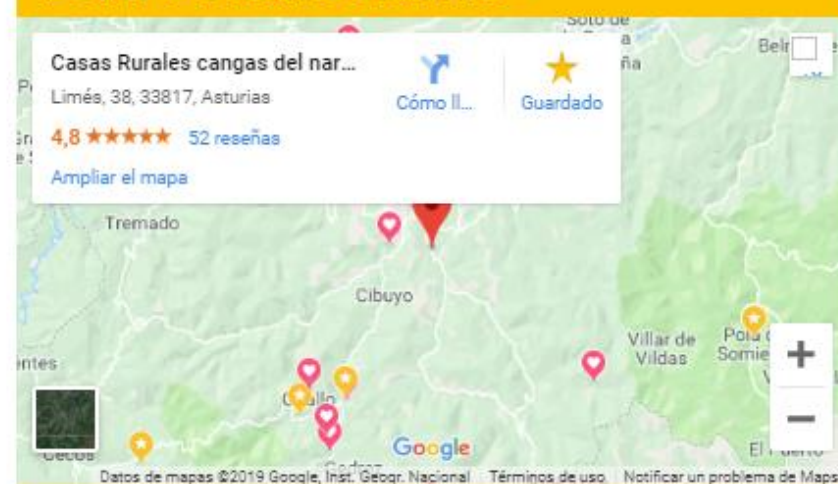 Casas Rurales cangas del nar...
Limés, 38, 33817, Asturias
4,8 52 reseñas
Ampliar el mapa
Cómo ll...
Guardado
Soto de
Tremado
Cibuyo
Villar de
Vildas
Google
Datos de mapas ©2019 Google, Inst. Geogr. Nacional Términos de uso Notificar un problema de Maps